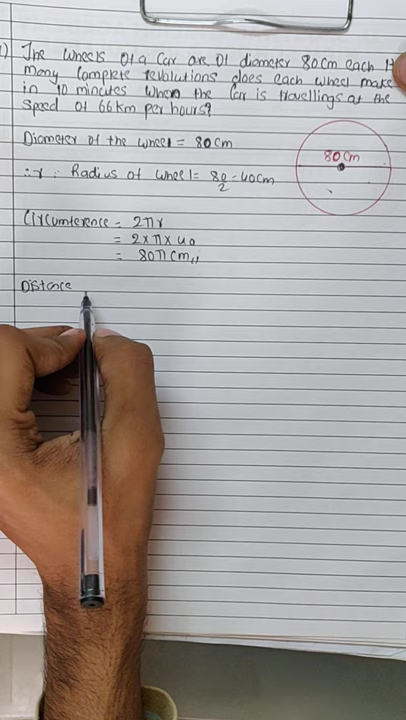 1) The wheels Of a Car are Of diameter 80cm each H
many Complete revolutions does each wheel make
in 10 minutes when the Car is travellings at the
speed of 66 km per hours?
Diameter of the wheel = 80cm
80cm
∴ r : Radius of wheel = 80/2 = 40cm
Circumference = 2πr
= 2×π×40
= 80π cm,,
Distance